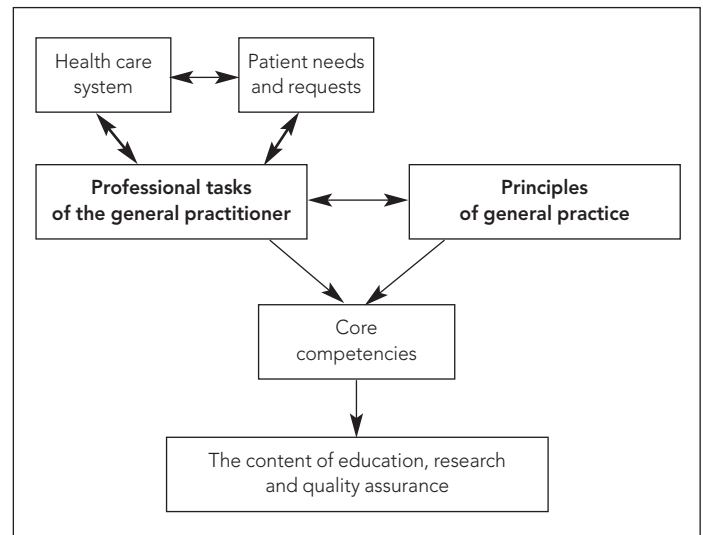 Health care
system
Patient needs
and requests
Professional tasks
of the general practitioner
Principles
of general practice
Core
competencies
The content of education, research
and quality assurance